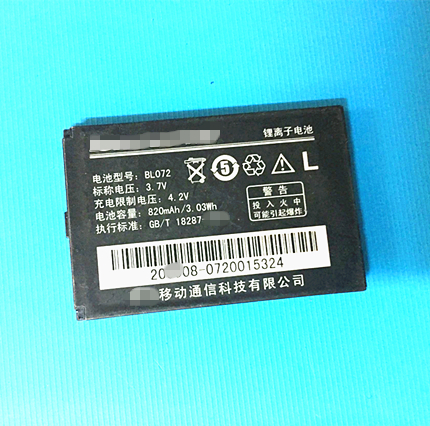 锂离子电池
电池型号: BL072
标称电压: 3.7V
充电限制电压: 4.2V
电池容量: 820mAh/3.03Wh
执行标准: GB/T 18287
5
L
警告
投入火中
可能引起爆炸
20 08-0720015324
移动通信科技有限公司